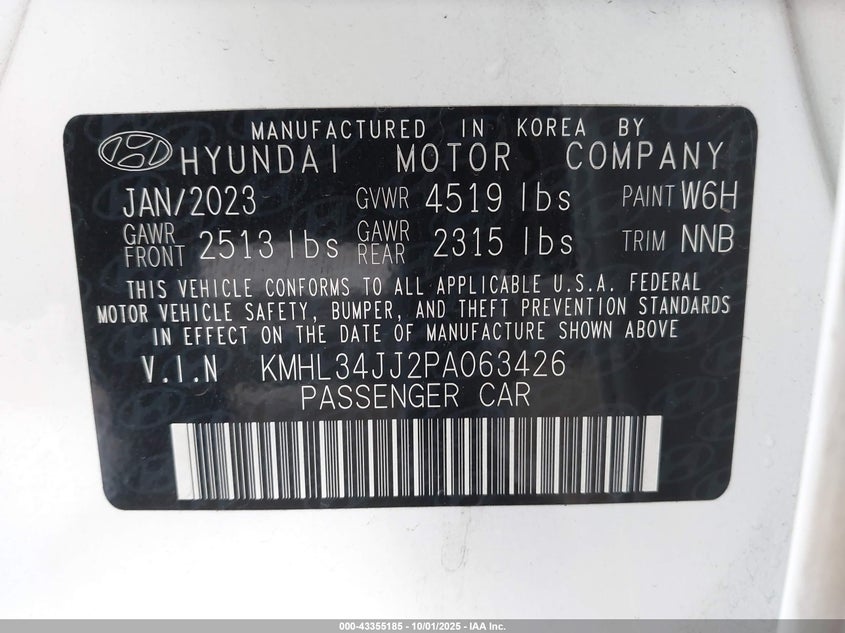 MANUFACTURED IN KOREA BY
HYUNDAI MOTOR COMPANY
JAN/2023 GVWR 4519 lbs PAINT W6H
GAWR FRONT 2513 lbs GAWR REAR 2315 lbs TRIM NNB
THIS VEHICLE CONFORMS TO ALL APPLICABLE U.S.A. FEDERAL
MOTOR VEHICLE SAFETY, BUMPER, AND THEFT PREVENTION STANDARDS
IN EFFECT ON THE DATE OF MANUFACTURE SHOWN ABOVE
V.I.N KMHL34JJ2PA063426
PASSENGER CAR
000-43355185 - 10/01/2025 - IAA Inc.